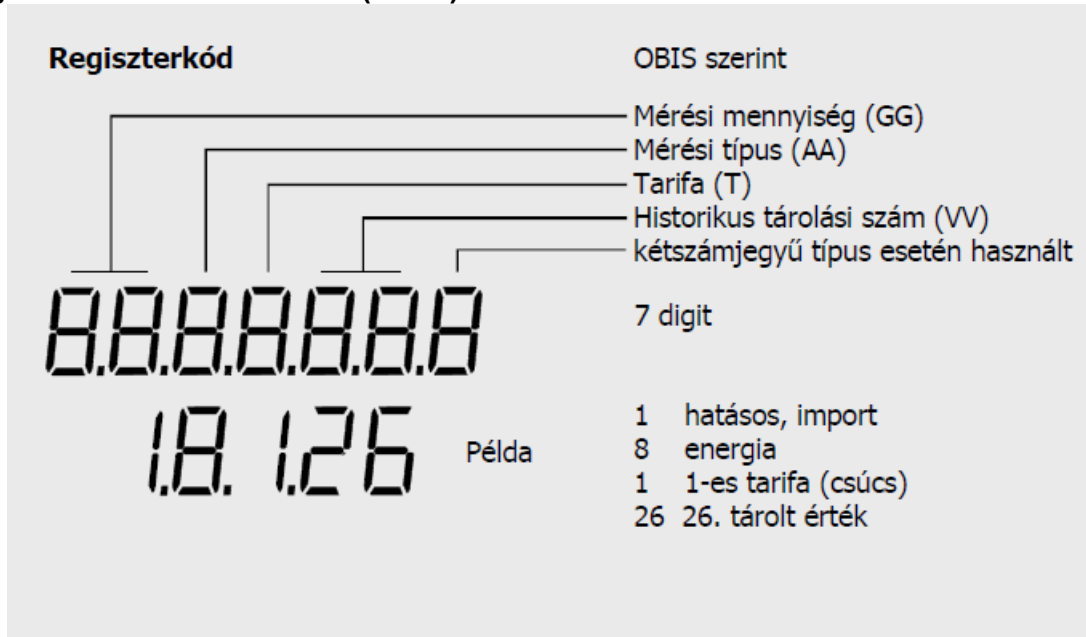 Regiszterkód
OBIS szerint
Mérési mennyiség (GG)
Mérési típus (AA)
Tarifa (T)
Historikus tárolási szám (VV)
kétszámjegyű típus esetén használt
8.8.8.8.8.8.8
7 digit
1.8.1.26
Példa
1 hatásos, import
8 energia
1 1-es tarifa (csúcs)
26 26. tárolt érték